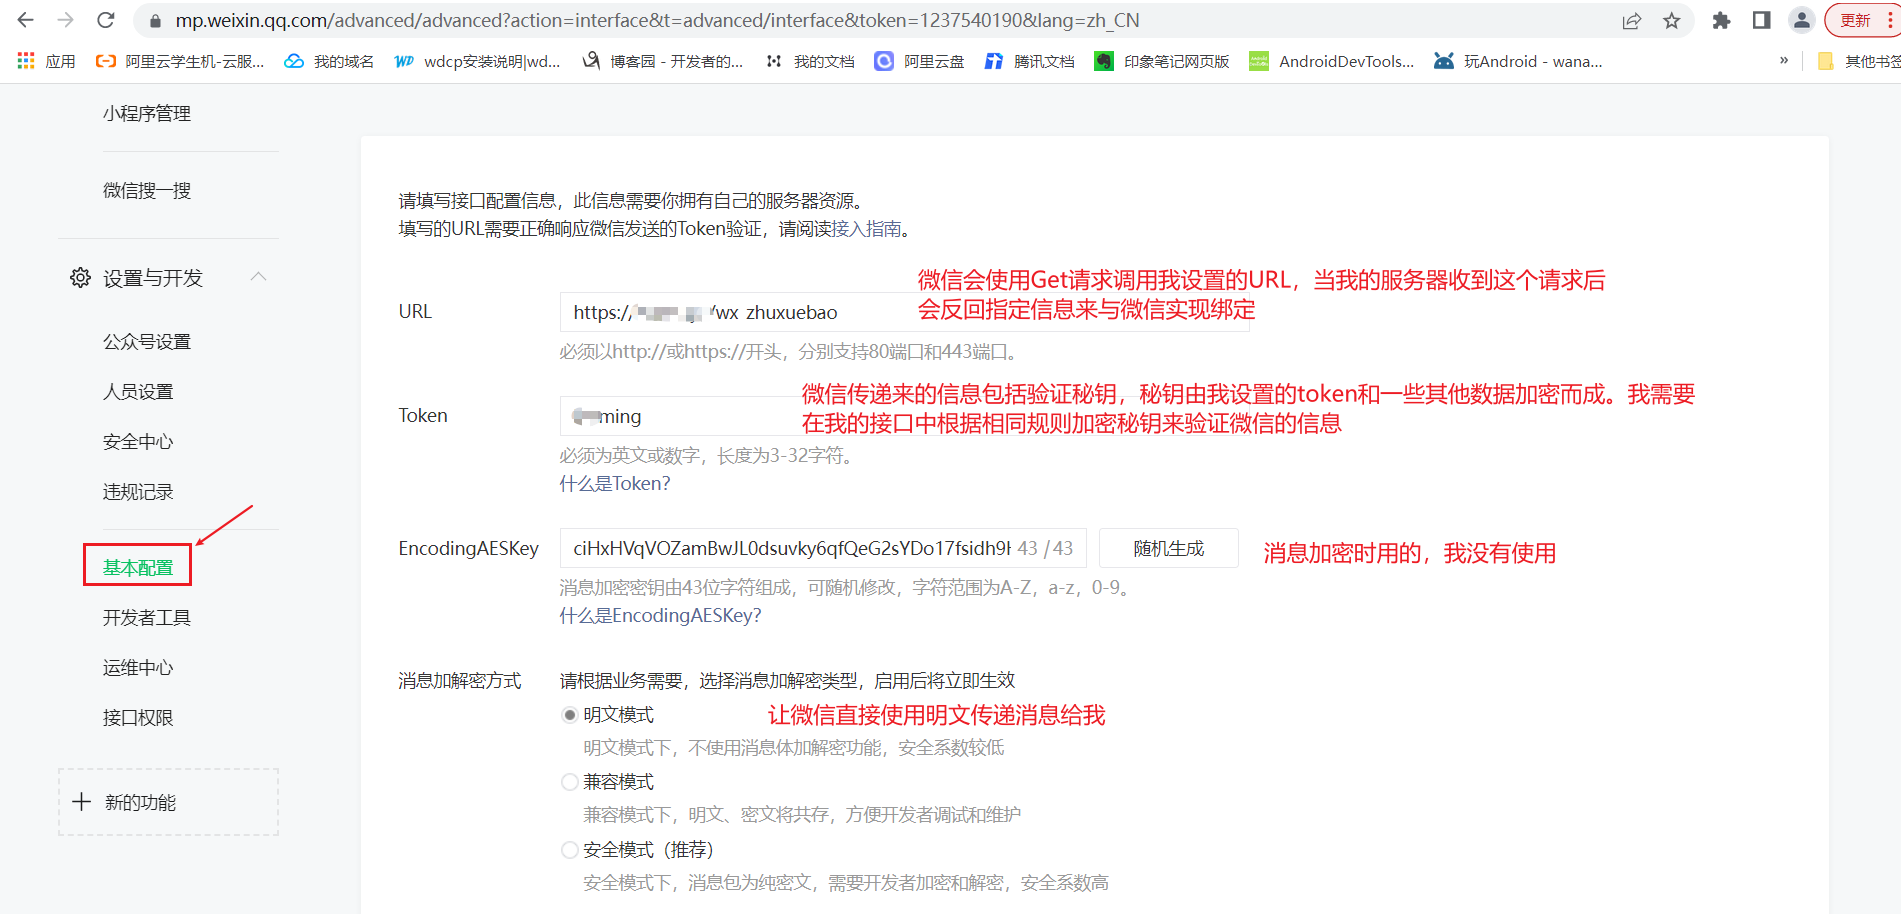 mp.weixin.qq.com/advanced/advanced?action=interface&t=advanced/interface&token=1237540190&lang=zh_CN
更新
应用
阿里云学生机-云服...
我的域名
wdcp安装说明|wd...
博客园 - 开发者的...
我的文档
阿里云盘
腾讯文档
印象笔记网页版
AndroidDevTools...
玩Android - wana...
»
其他书签
小程序管理
微信搜一搜
设置与开发
公众号设置
人员设置
安全中心
违规记录
基本配置
开发者工具
运维中心
接口权限
新的功能
请填写接口配置信息，此信息需要你拥有自己的服务器资源。
填写的URL需要正确响应微信发送的Token验证，请阅读接入指南。
微信会使用Get请求调用我设置的URL，当我的服务器收到这个请求后
会反回指定信息来与微信实现绑定
URL
https:// /wx zhuxuebao
必须以http://或https://开头，分别支持80端口和443端口。
微信传递来的信息包括验证秘钥，秘钥由我设置的token和一些其他数据加密而成。我需要
在我的接口中根据相同规则加密秘钥来验证微信的信息
Token
ming
必须为英文或数字，长度为3-32字符。
什么是Token?
EncodingAESKey
ciHxHVqVOZamBwJL0dsuvky6qfQeG2sYDo17fsidh9 43 / 43
随机生成
消息加密时用的，我没有使用
消息加密密钥由43位字符组成，可随机修改，字符范围为A-Z，a-z，0-9。
什么是EncodingAESKey?
消息加解密方式
请根据业务需要，选择消息加解密类型，启用后将立即生效
明文模式
让微信直接使用明文传递消息给我
明文模式下，不使用消息体加解密功能，安全系数较低
兼容模式
兼容模式下，明文、密文将共存，方便开发者调试和维护
安全模式（推荐）
安全模式下，消息包为纯密文，需要开发者加密和解密，安全系数高